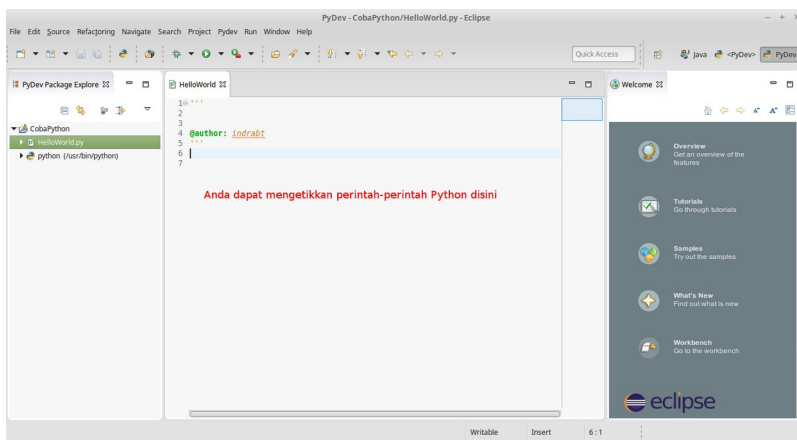 PyDev - CobaPython/HelloWorld.py - Eclipse
File Edit Source Refactoring Navigate Search Project Pydev Run Window Help
Quick Access
Java
<PyDev>
PyDev
PyDev Package Explore
HelloWorld
Welcome
CobaPython
HelloWorld.py
python (/usr/bin/python)
1 '''
2
3
4 @author: indrabt
5 '''
6
7
Anda dapat mengetikkan perintah-perintah Python disini
Overview
Get an overview of the
features
Tutorials
Go through tutorials
Samples
Try out the samples
What's New
Find out what is new
Workbench
Go to the workbench
eclipse
Writable Insert 6 : 1